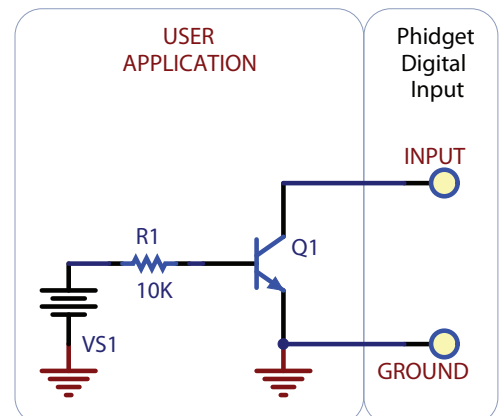 USER
APPLICATION
Phidget
Digital
Input
INPUT
R1
10K
Q1
VS1
GROUND